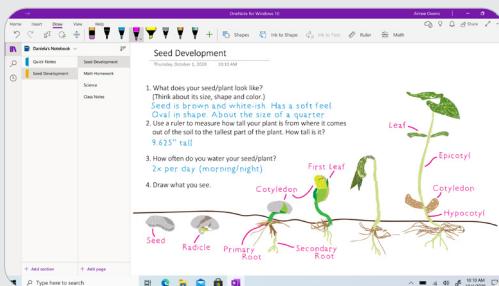 OneNote for Windows 10
Home Insert Draw View Help
Share
Shapes Ink to Shape Ink to Text Ruler Math
Daniela's Notebook
Quick Notes
Seed Development
Seed Development
Math Homework
Science
Class Notes
Seed Development
Thursday, October 1, 2020 10:10 AM
1. What does your seed/plant look like?
(Think about its size, shape and color.)
Seed is brown and white-ish. Has a soft feel
Oval in shape. About the size of a quarter
2. Use a ruler to measure how tall your plant is from where it comes
out of the soil to the tallest part of the plant. How tall is it?
9.625" tall
3. How often do you water your seed/plant?
2x per day (morning/night)
4. Draw what you see.
Seed
Radicle
Cotyledon
Primary
Root
First Leaf
Secondary
Root
Leaf
Epicotyl
Cotyledon
Hypocotyl
+ Add section + Add page
Type here to search
10:10 AM